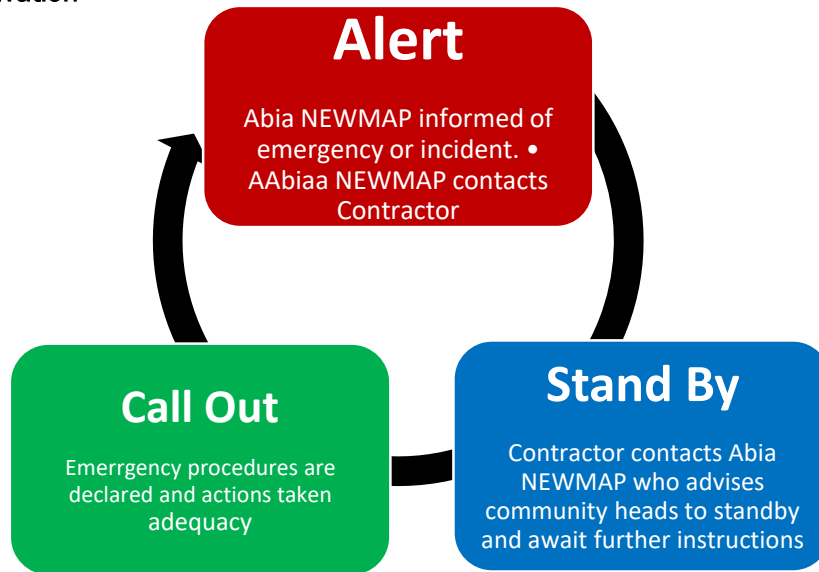 Alert
Abia NEWMAP informed of
emergency or incident. •
AAbiaa NEWMAP contacts
Contractor
Stand By
Contractor contacts Abia
NEWMAP who advises
community heads to standby
and await further instructions
Call Out
Emerrgency procedures are
declared and actions taken
adequacy